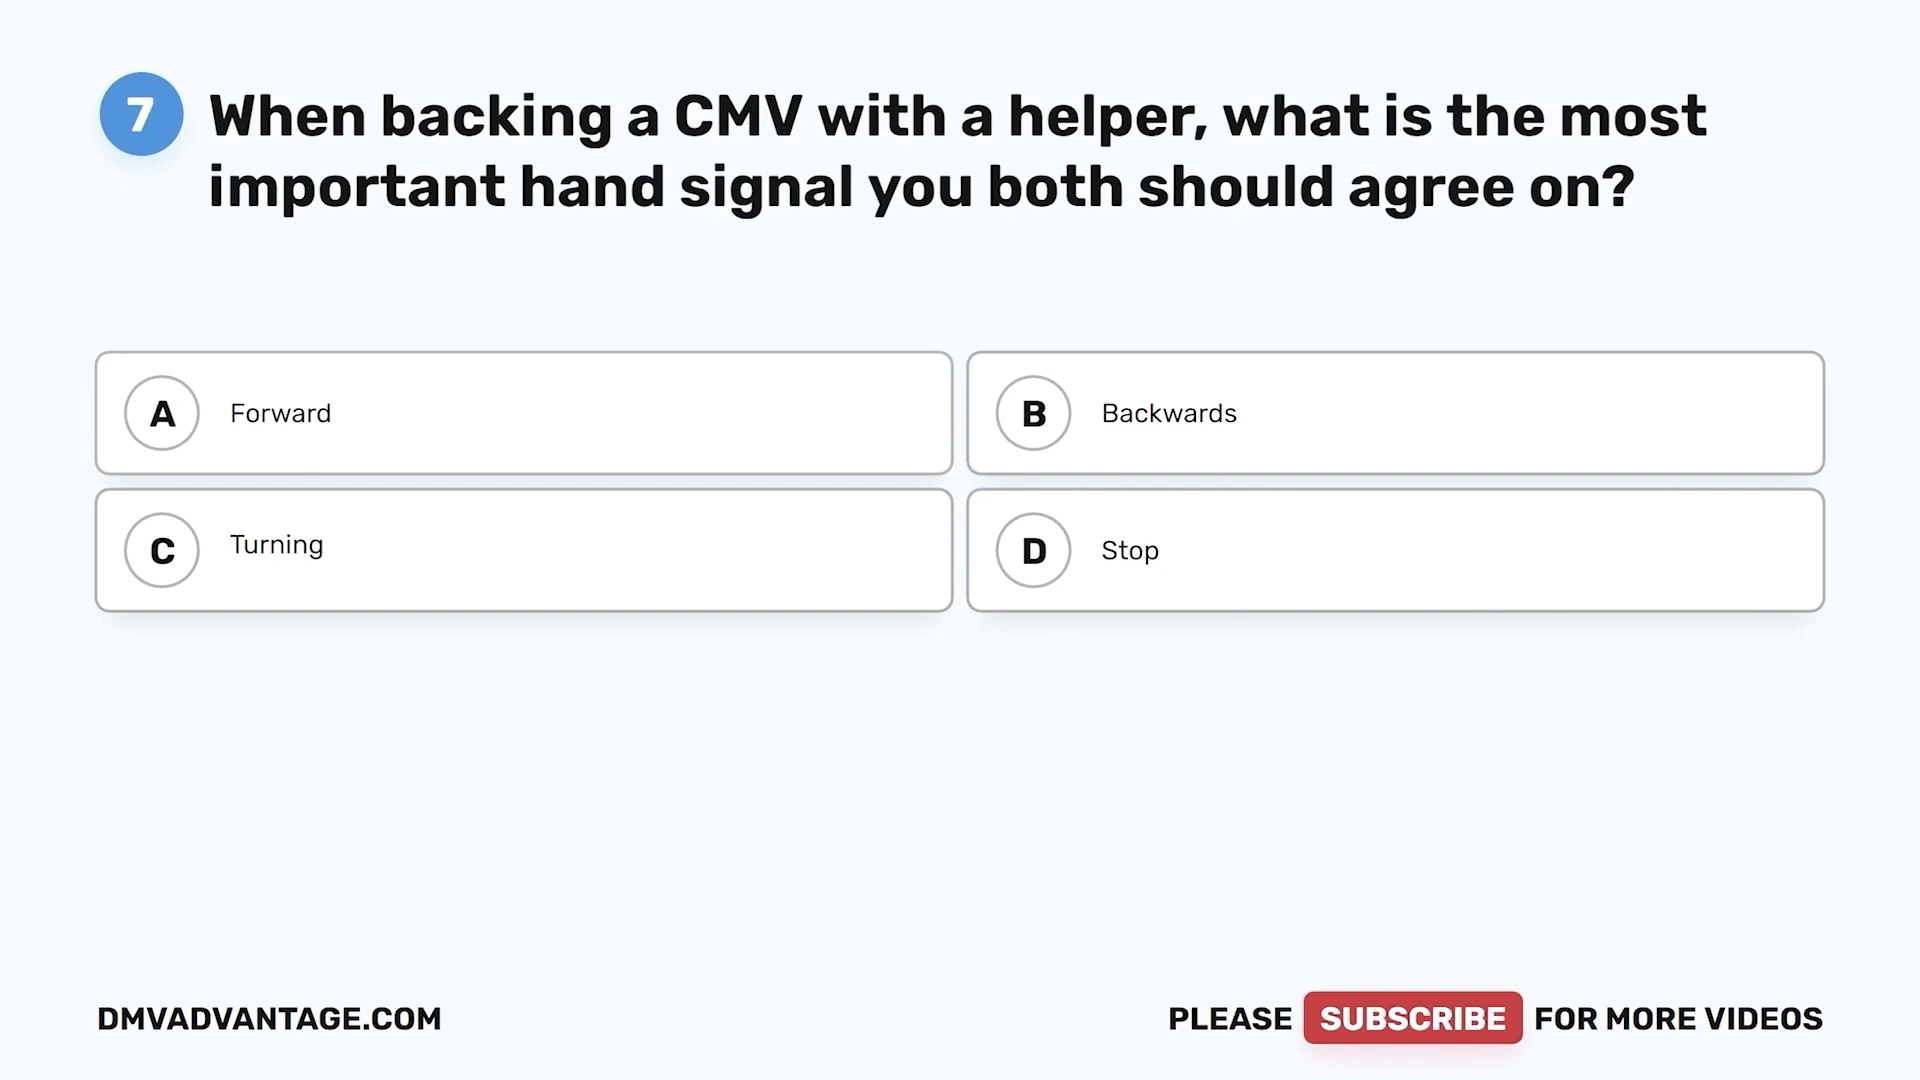 7
When backing a CMV with a helper, what is the most
important hand signal you both should agree on?
A Forward
B Backwards
C Turning
D Stop
DMVADVANTAGE.COM
PLEASE SUBSCRIBE FOR MORE VIDEOS